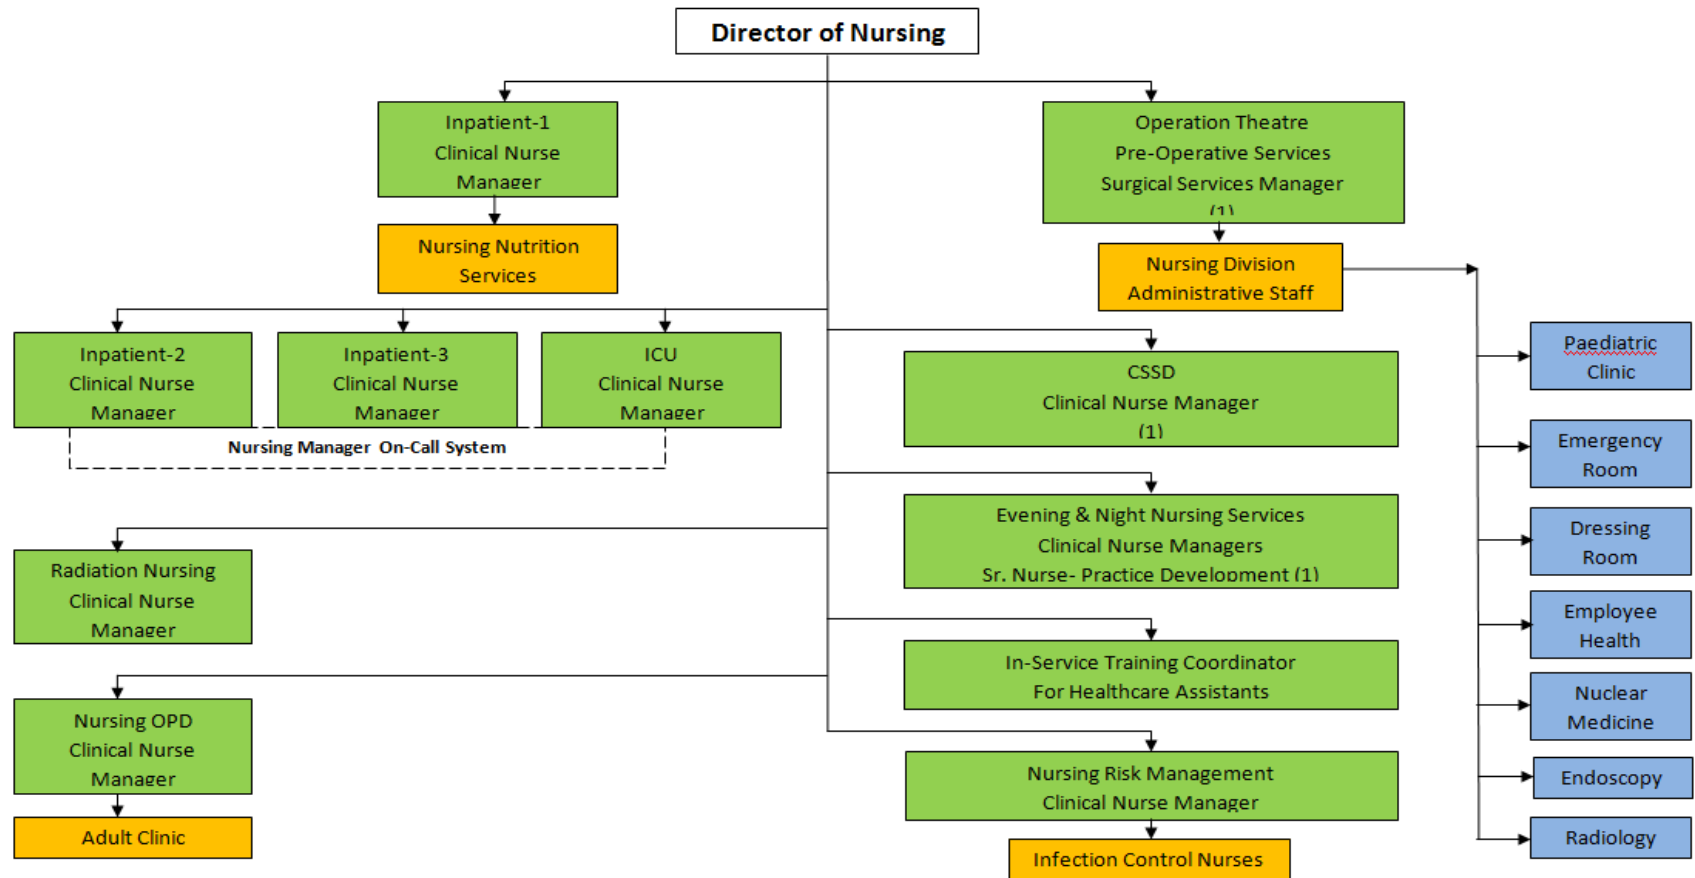 Director of Nursing
Inpatient-1
Clinical Nurse
Manager
Operation Theatre
Pre-Operative Services
Surgical Services Manager
(1)
Nursing Nutrition
Services
Nursing Division
Administrative Staff
Inpatient-2
Clinical Nurse
Manager
Inpatient-3
Clinical Nurse
Manager
ICU
Clinical Nurse
Manager
Nursing Manager On-Call System
CSSD
Clinical Nurse Manager
(1)
Evening & Night Nursing Services
Clinical Nurse Managers
Sr. Nurse- Practice Development (1)
Radiation Nursing
Clinical Nurse
Manager
In-Service Training Coordinator
For Healthcare Assistants
Nursing OPD
Clinical Nurse
Manager
Adult Clinic
Nursing Risk Management
Clinical Nurse Manager
Infection Control Nurses
Paediatric
Clinic
Emergency
Room
Dressing
Room
Employee
Health
Nuclear
Medicine
Endoscopy
Radiology